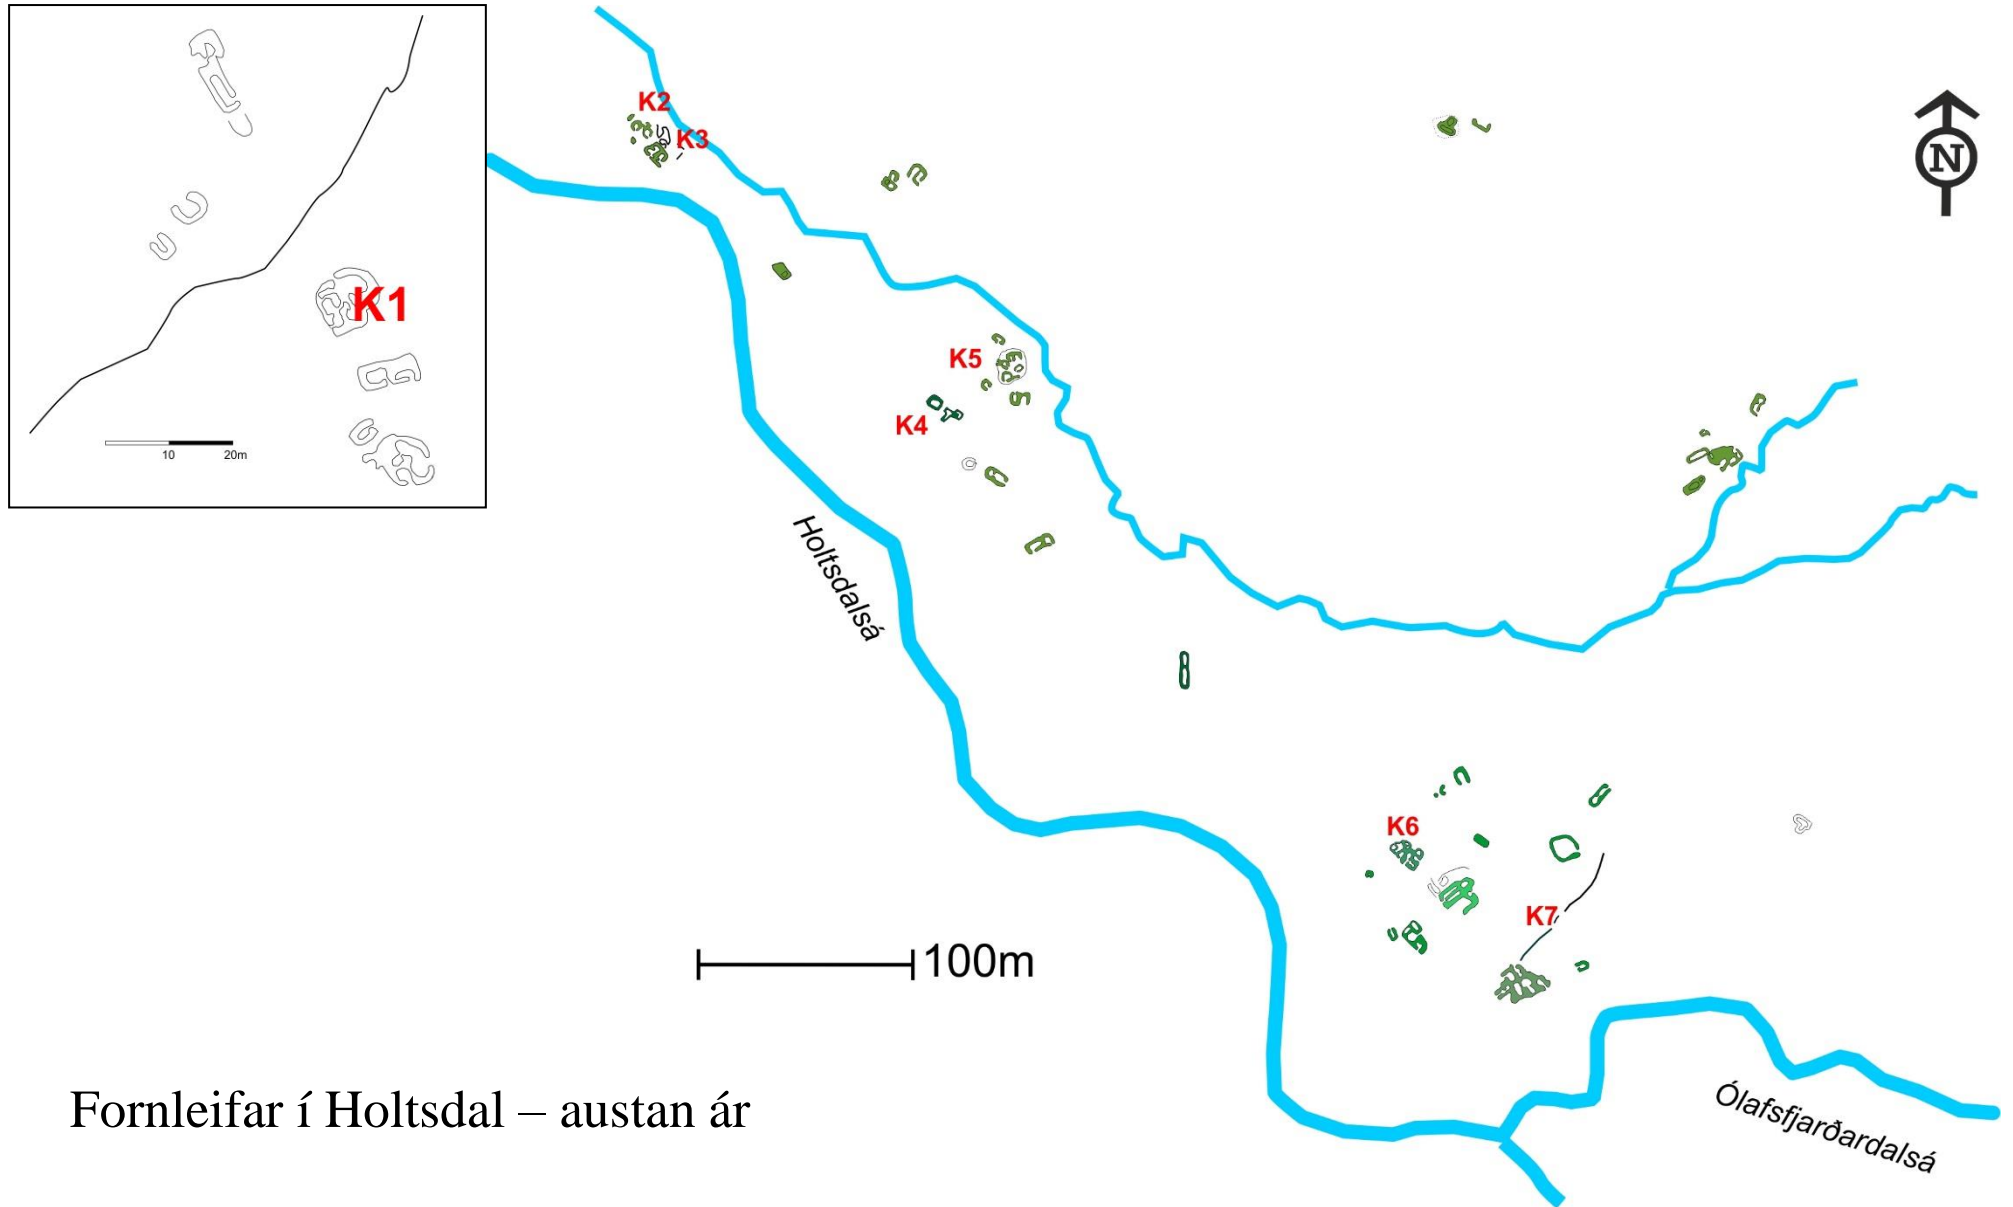 K1
10 20m
K2
K3
K5
K4
N
Holtsdalsá
K6
K7
100m
Ólafsfjarðardalsá
Fornleifar í Holtsdal – austan ár